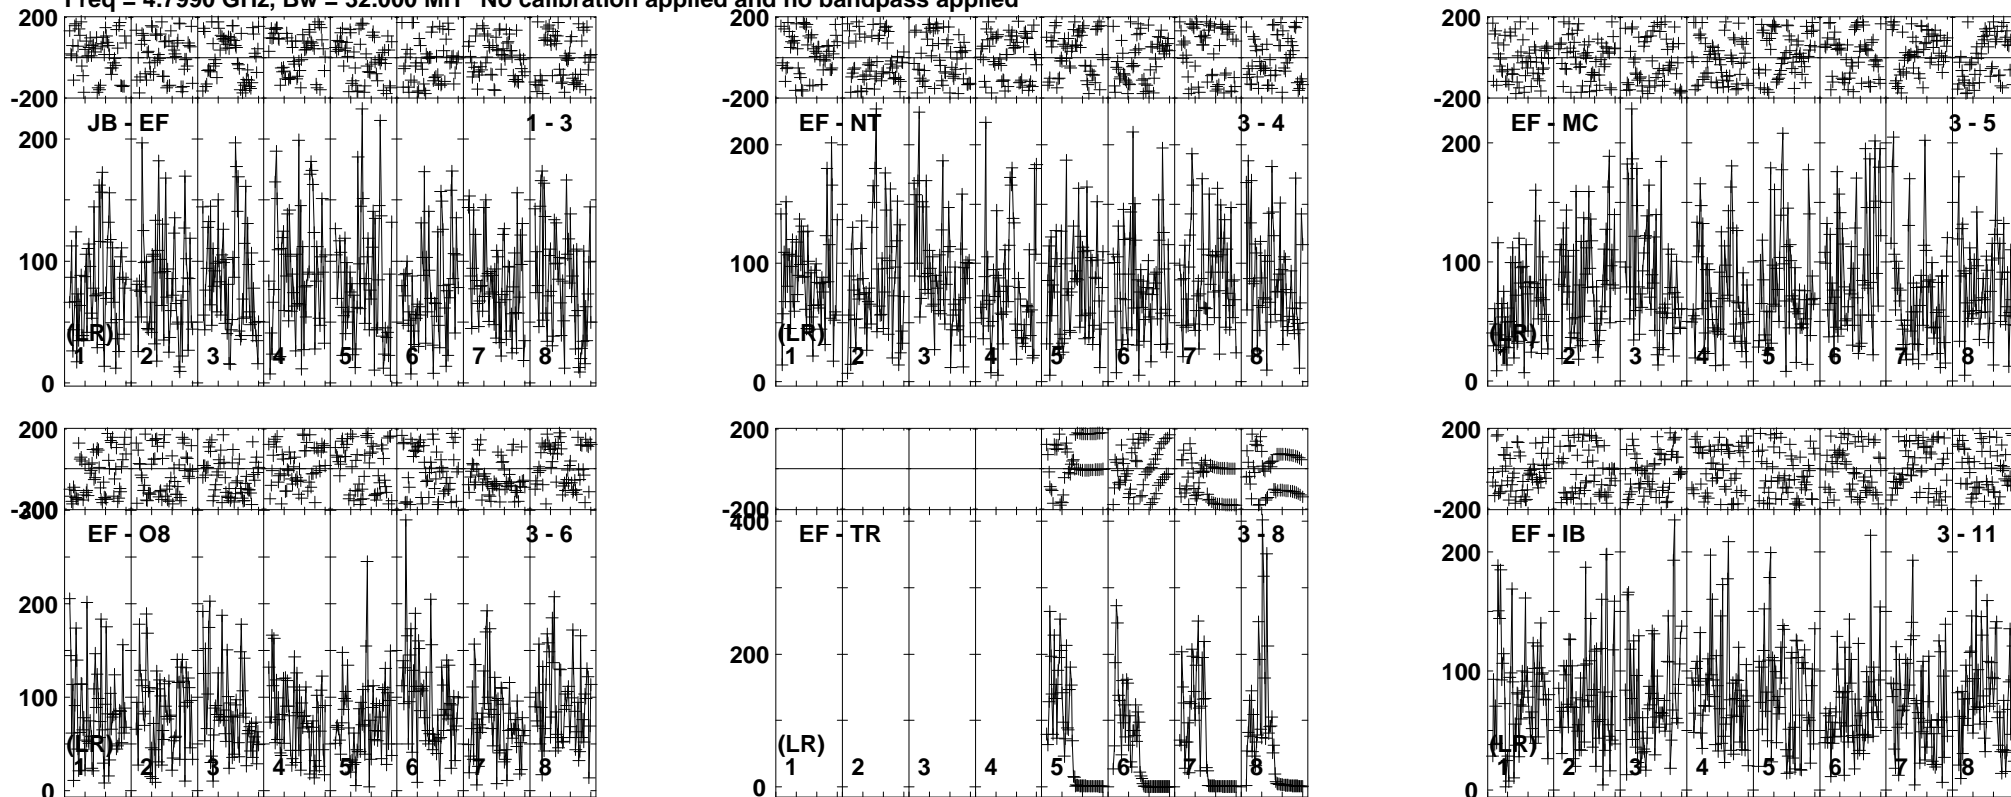 Freq = 4.7990 GHz, Bw = 32.000 MH No calibration applied and no bandpass applied
200
-200
JB - EF 1 - 3
200
100
0
(LR)
1 2 3 4 5 6 7 8
200
-200
EF - NT 3 - 4
200
100
0
(LR)
1 2 3 4 5 6 7 8
200
-200
EF - MC 3 - 5
200
100
0
(LR)
1 2 3 4 5 6 7 8
200
-200
300
EF - O8 3 - 6
200
100
0
(LR)
1 2 3 4 5 6 7 8
200
-200
400
EF - TR 3 - 8
200
0
(LR)
1 2 3 4 5 6 7 8
200
-200
EF - IB 3 - 11
200
100
0
(LR)
1 2 3 4 5 6 7 8